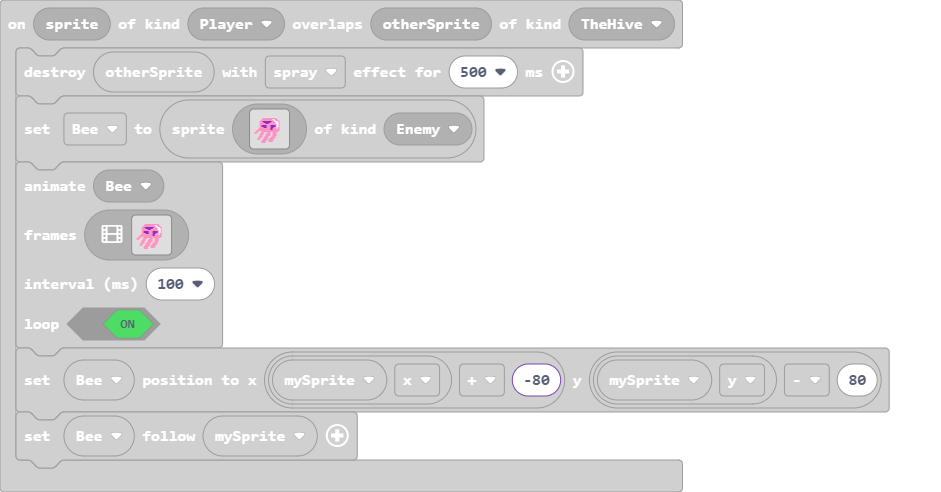 on sprite of kind Player overlaps otherSprite of kind TheHive
destroy otherSprite with spray effect for 500 ms
set Bee to sprite of kind Enemy
animate Bee
frames
interval (ms) 100
loop ON
set Bee position to x mySprite x + -80 y mySprite y - 80
set Bee follow mySprite